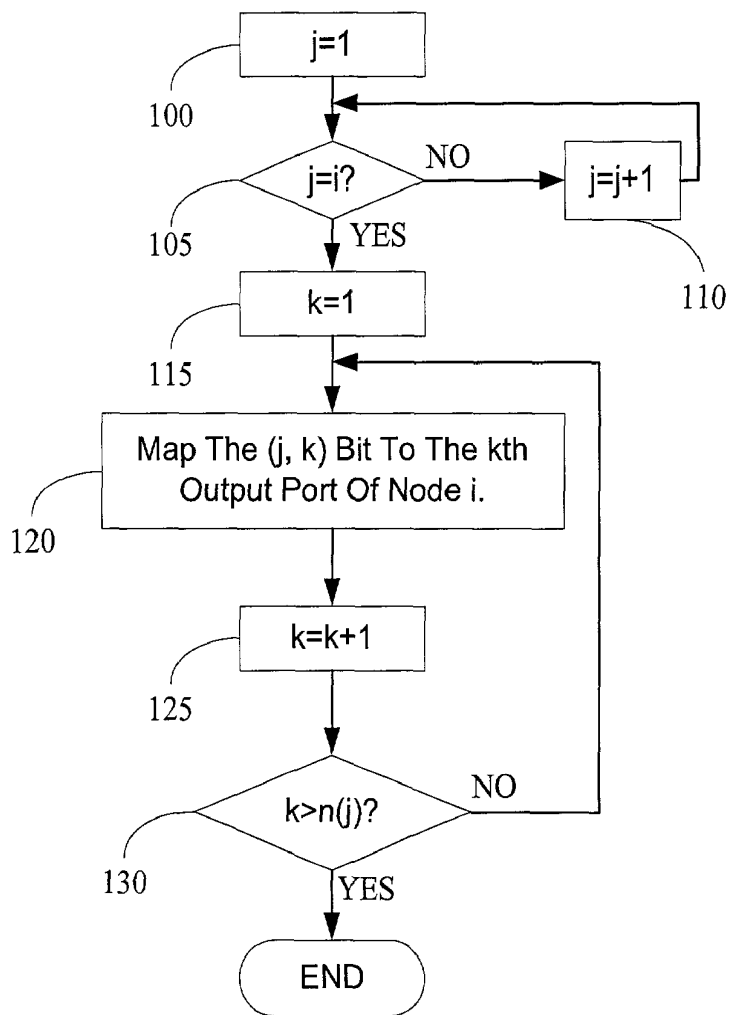 j=1
100
j=i?
NO
j=j+1
105
YES
110
k=1
115
Map The (j, k) Bit To The kth
Output Port Of Node i.
120
k=k+1
125
k>n(j)?
NO
130
YES
END